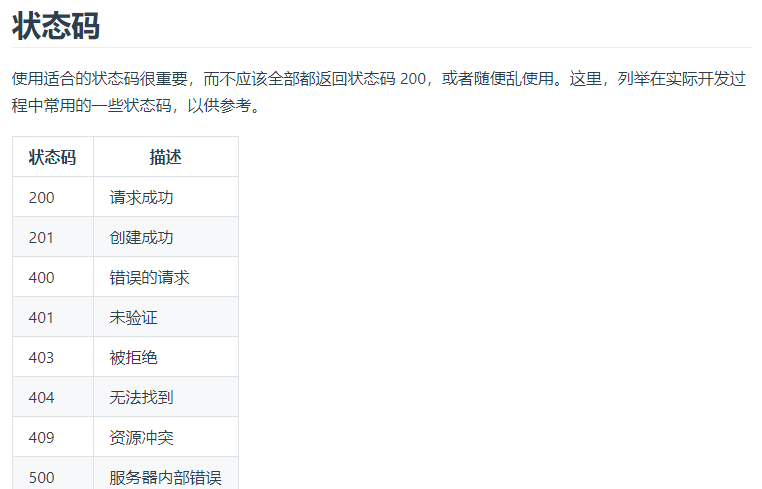 状态码
使用适合的状态码很重要，而不应该全部都返回状态码 200，或者随便乱使用。这里，列举在实际开发过
程中常用的一些状态码，以供参考。
状态码 描述
200 请求成功
201 创建成功
400 错误的请求
401 未验证
403 被拒绝
404 无法找到
409 资源冲突
500 服务器内部错误